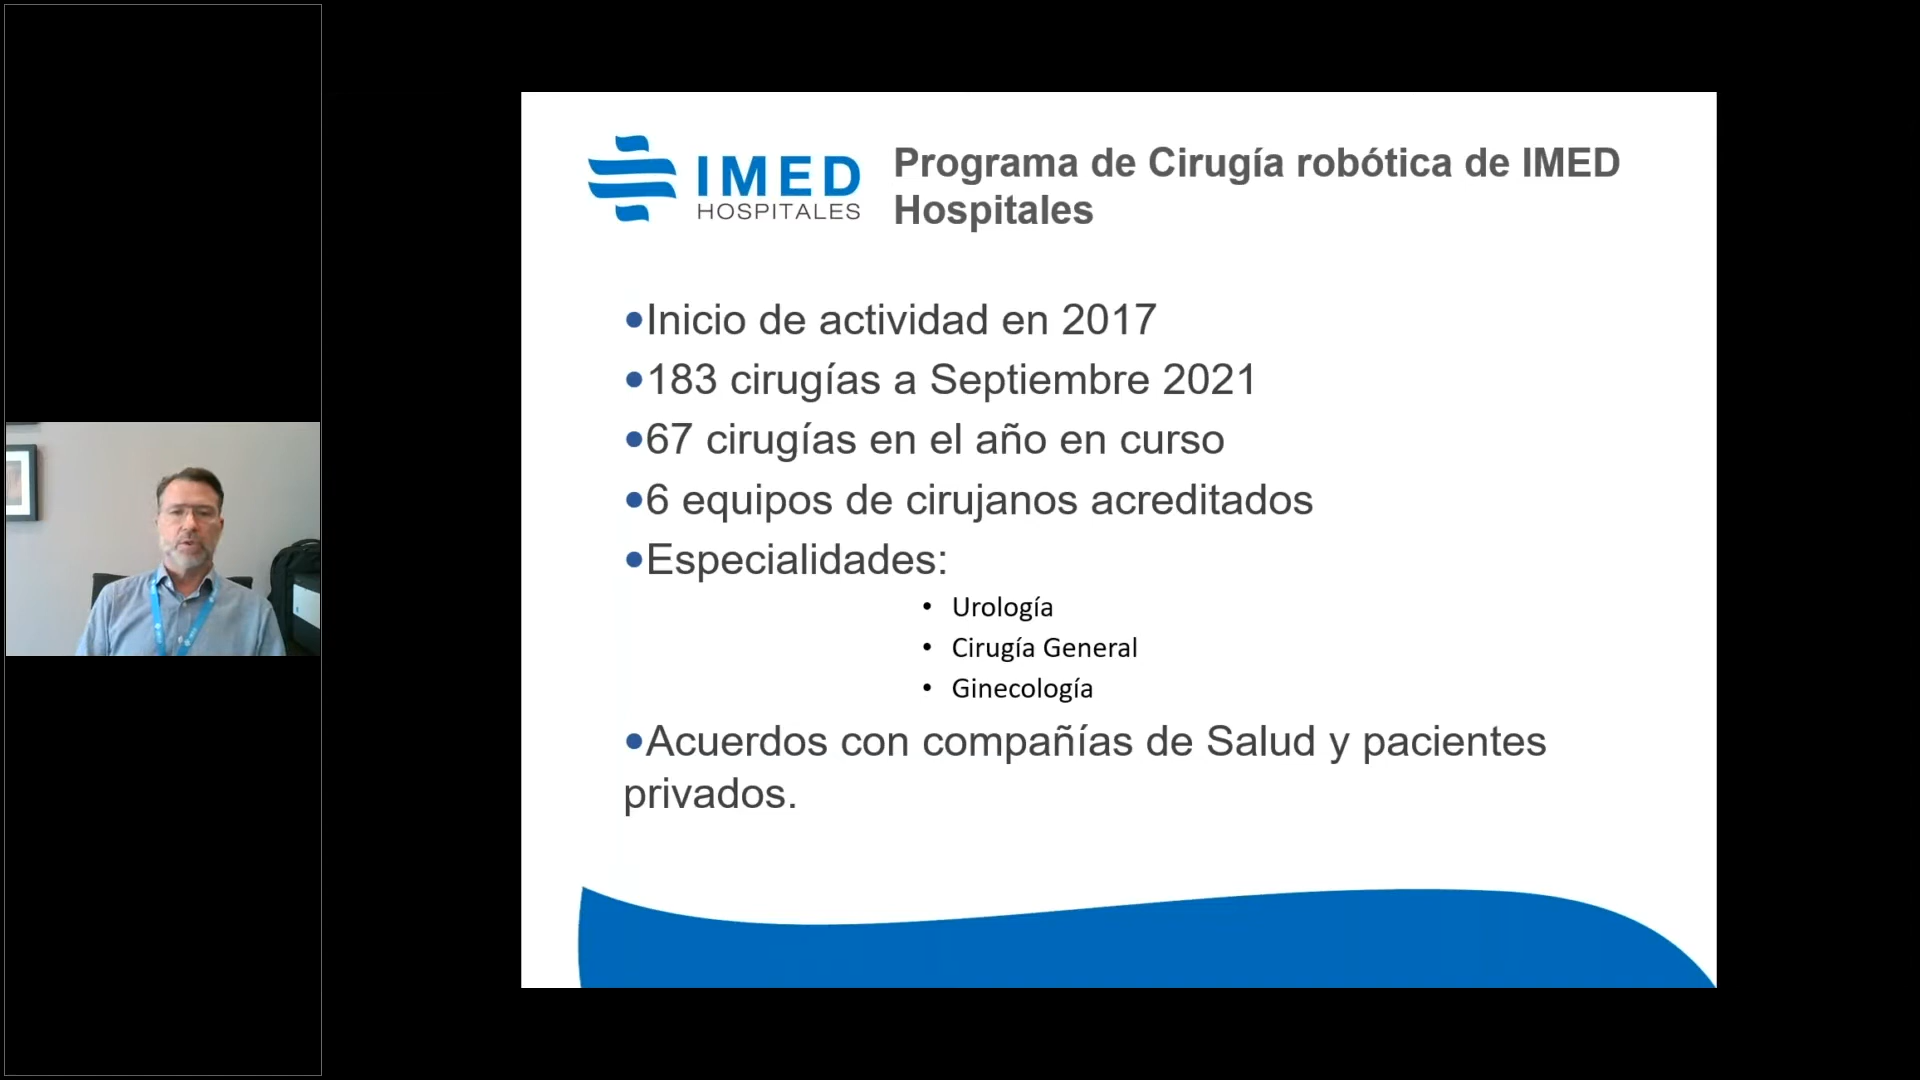 IMED
HOSPITALES
Programa de Cirugía robótica de IMED
Hospitales
•Inicio de actividad en 2017
•183 cirugías a Septiembre 2021
•67 cirugías en el año en curso
•6 equipos de cirujanos acreditados
•Especialidades:
• Urología
• Cirugía General
• Ginecología
•Acuerdos con compañías de Salud y pacientes
privados.